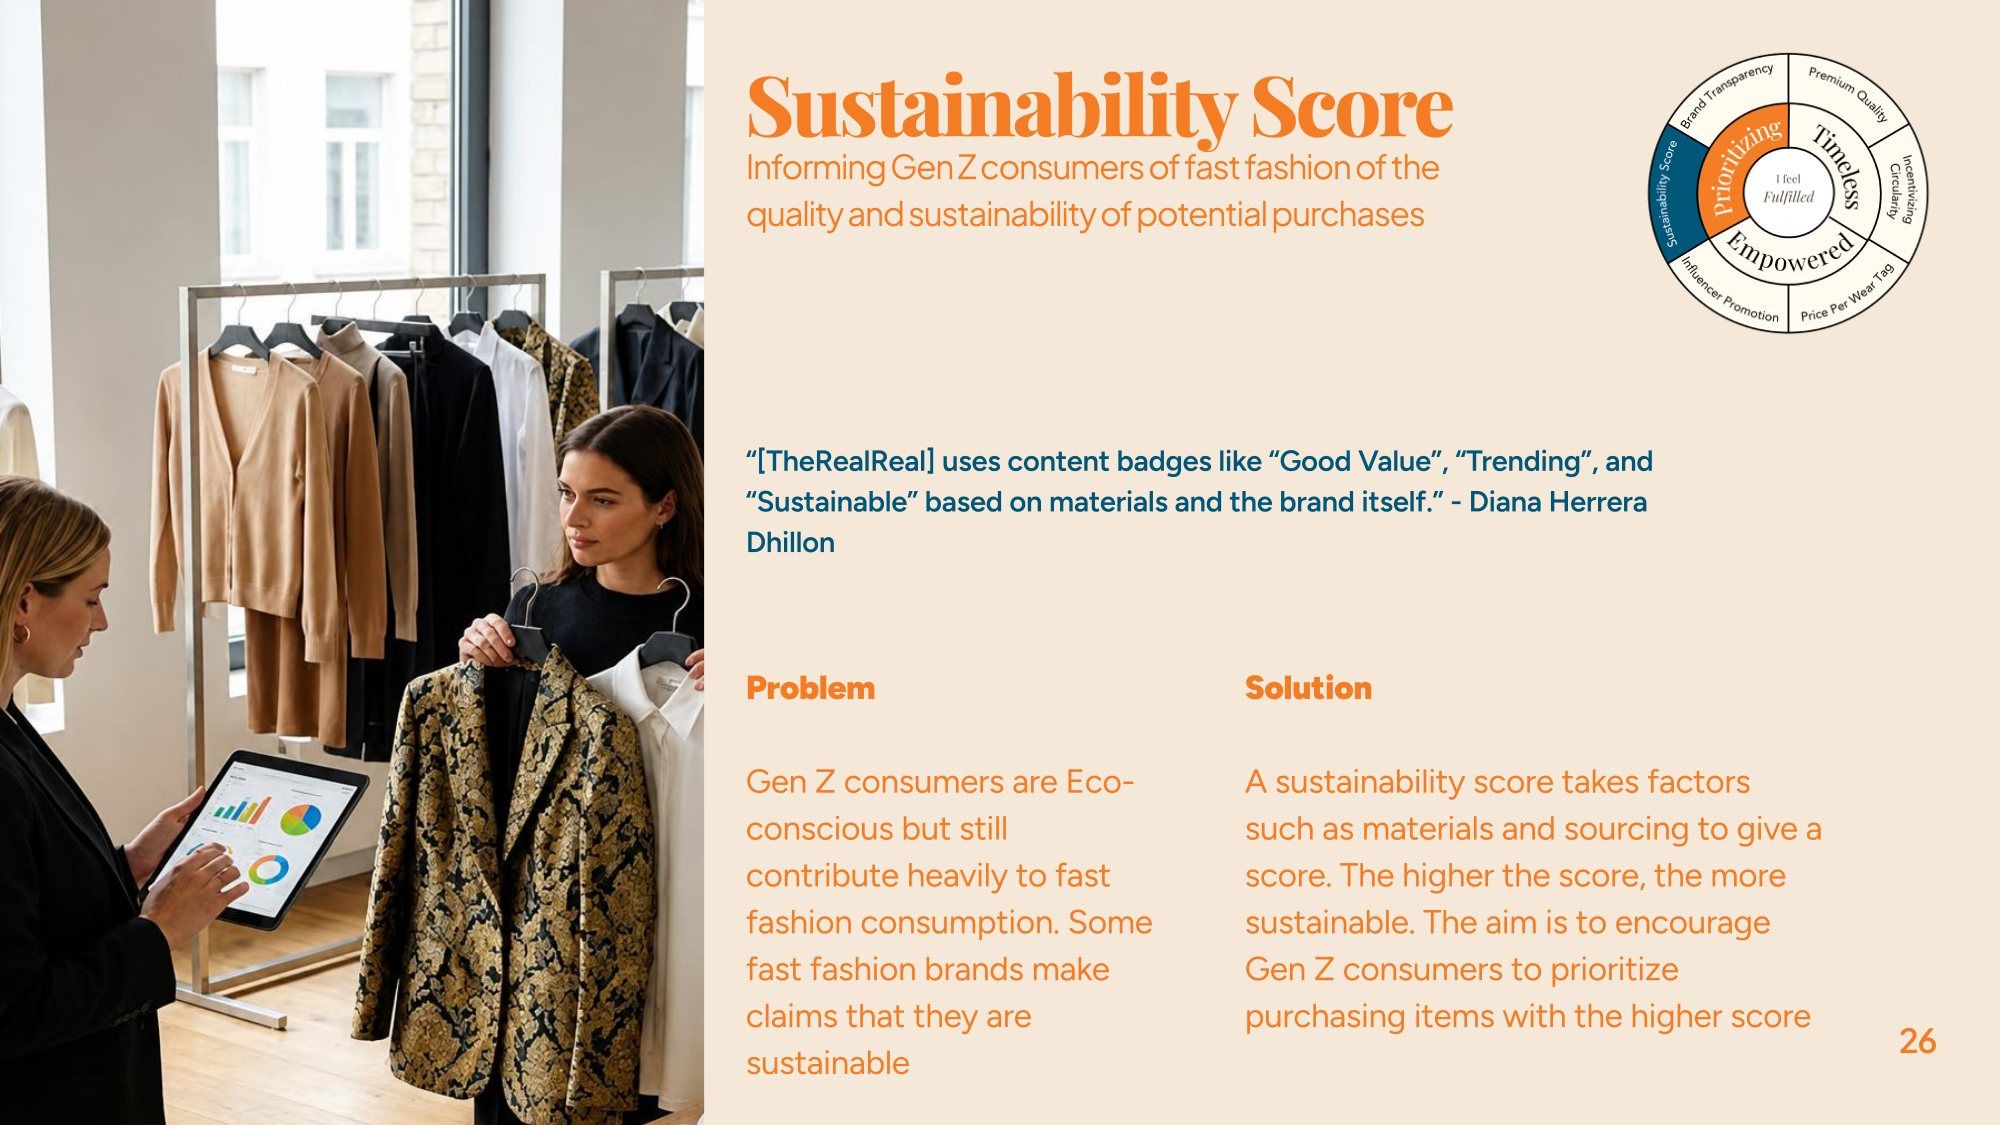 Sustainability Score
Informing Gen Z consumers of fast fashion of the
quality and sustainability of potential purchases
Brand Transparency
Premium Quality
Sustainability Score
Prioritizing
Timeless
Incentivizing
Circularity
I feel
Fulfilled
Empowered
Influencer Promotion
Price Per Wear Tag
“[TheRealReal] uses content badges like “Good Value”, “Trending”, and
“Sustainable” based on materials and the brand itself.” - Diana Herrera
Dhillon
Problem
Gen Z consumers are Eco-
conscious but still
contribute heavily to fast
fashion consumption. Some
fast fashion brands make
claims that they are
sustainable
Solution
A sustainability score takes factors
such as materials and sourcing to give a
score. The higher the score, the more
sustainable. The aim is to encourage
Gen Z consumers to prioritize
purchasing items with the higher score
26